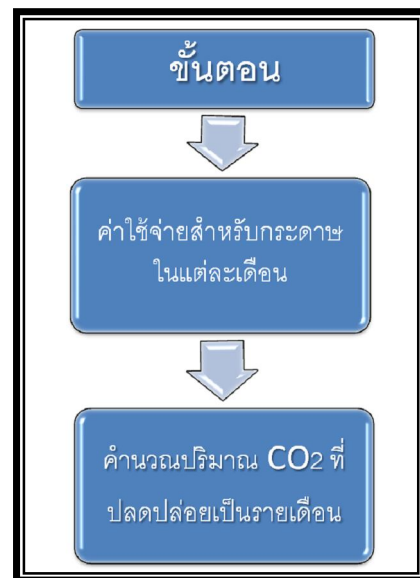 ขั้นตอน
ค่าใช้จ่ายสำหรับกระดาษ
ในแต่ละเดือน
คำนวณปริมาณ CO2 ที่
ปลดปล่อยเป็นรายเดือน